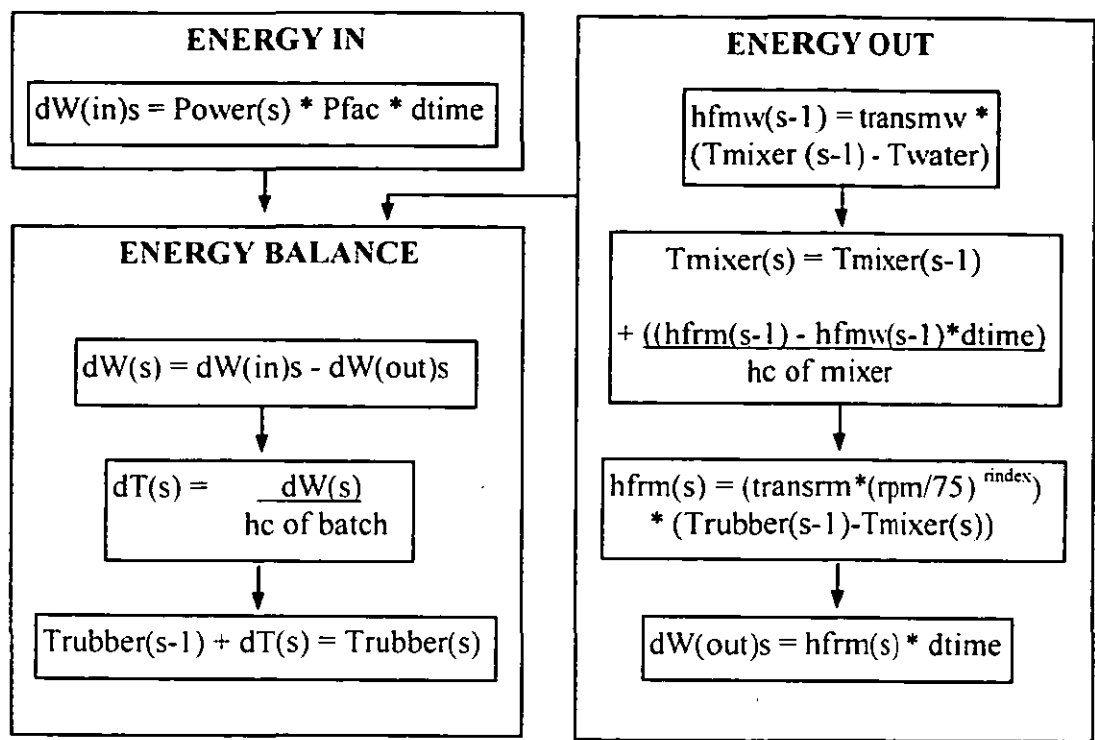 ENERGY IN
dW(in)s = Power(s) * Pfac * dtime
ENERGY BALANCE
dW(s) = dW(in)s - dW(out)s
dT(s) = dW(s)
hc of batch
Trubber(s-1) + dT(s) = Trubber(s)
ENERGY OUT
hfmw(s-1) = transmw *
(Tmixer (s-1) - Twater)
Tmixer(s) = Tmixer(s-1)
+ ((hfrm(s-1) - hfmw(s-1)*dtime)
hc of mixer
hfrm(s) = (transrm*(rpm/75) rindex)
* (Trubber(s-1)-Tmixer(s))
dW(out)s = hfrm(s) * dtime